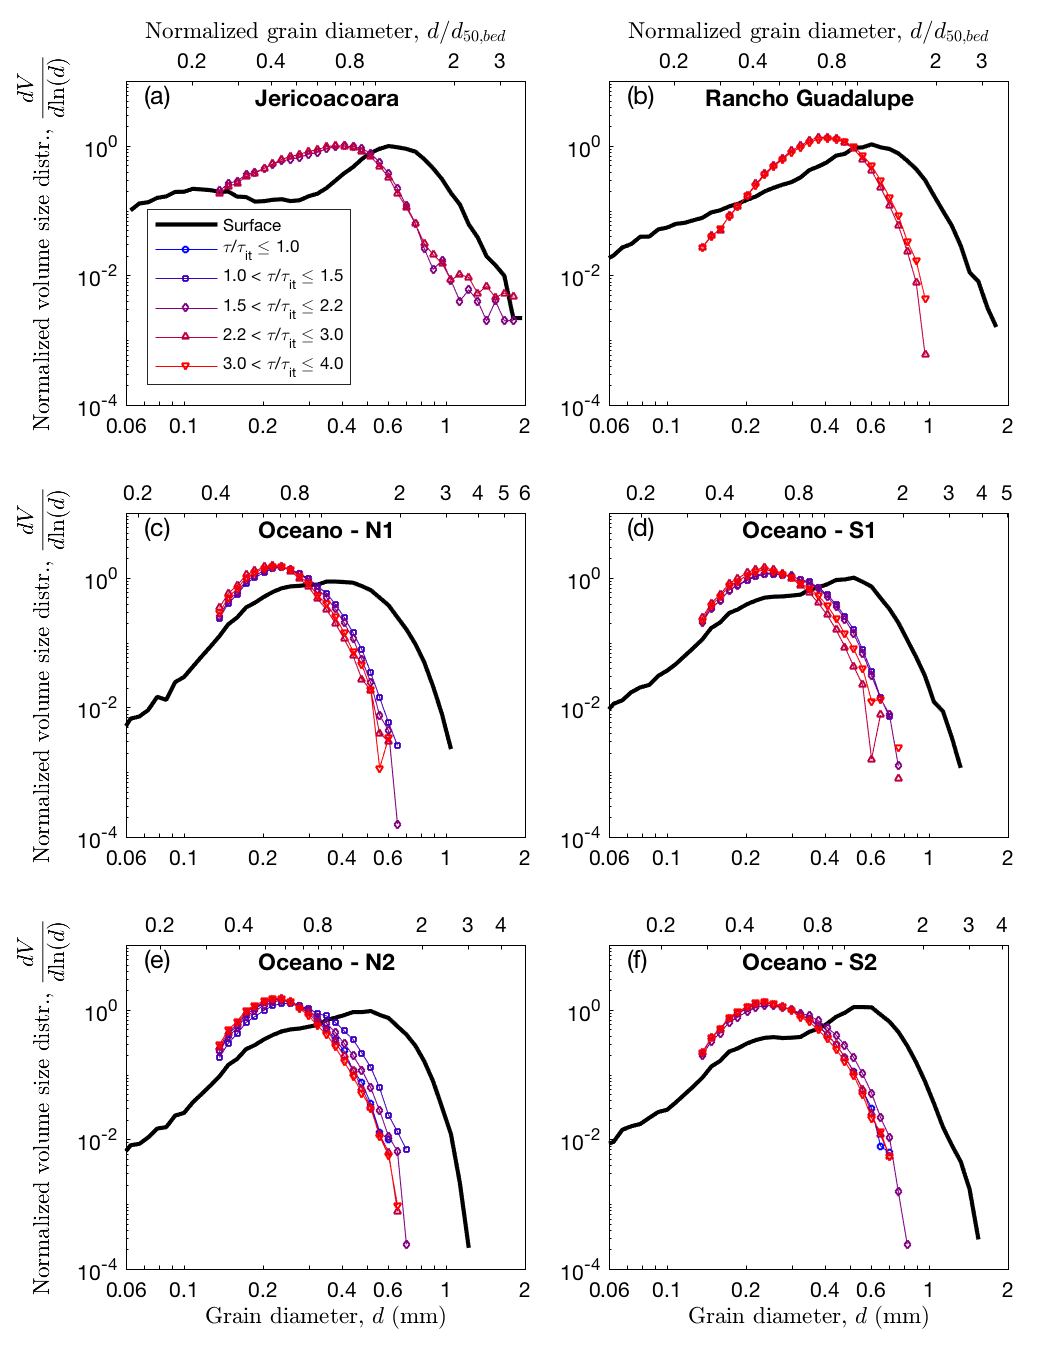 Normalized grain diameter, d/d50,bed
Normalized grain diameter, d/d50,bed
0.2 0.4 0.8 2 3
0.2 0.4 0.8 2 3
Normalized volume size distr., dV/dln(d)
(a) Jericoacoara
(b) Rancho Guadalupe
10^0
10^-2
10^-4
10^0
10^-2
10^-4
Surface
τ/τit ≤ 1.0
1.0 < τ/τit ≤ 1.5
1.5 < τ/τit ≤ 2.2
2.2 < τ/τit ≤ 3.0
3.0 < τ/τit ≤ 4.0
0.06 0.1 0.2 0.4 0.6 1 2
0.06 0.1 0.2 0.4 0.6 1 2
0.2 0.4 0.8 2 3 4 5 6
0.2 0.4 0.8 2 3 4 5
Normalized volume size distr., dV/dln(d)
(c) Oceano - N1
(d) Oceano - S1
10^0
10^-2
10^-4
10^0
10^-2
10^-4
0.06 0.1 0.2 0.4 0.6 1 2
0.06 0.1 0.2 0.4 0.6 1 2
0.2 0.4 0.8 2 3 4
0.2 0.4 0.8 2 3 4
Normalized volume size distr., dV/dln(d)
(e) Oceano - N2
(f) Oceano - S2
10^0
10^-2
10^-4
10^0
10^-2
10^-4
0.06 0.1 0.2 0.4 0.6 1 2
0.06 0.1 0.2 0.4 0.6 1 2
Grain diameter, d (mm)
Grain diameter, d (mm)